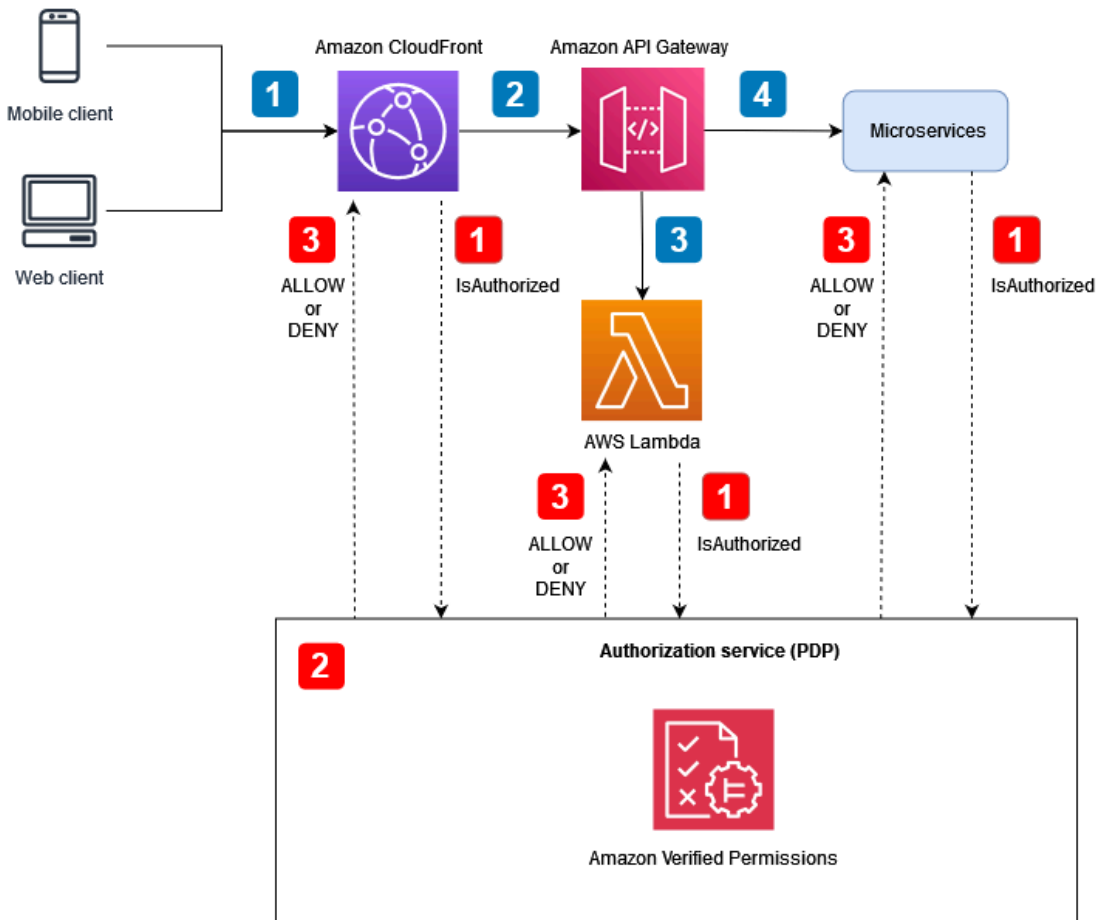 Amazon CloudFront
Amazon API Gateway
Mobile client
1
2
4
Microservices
Web client
3
ALLOW
or
DENY
1
IsAuthorized
3
</>
3
ALLOW
or
DENY
1
IsAuthorized
AWS Lambda
3
ALLOW
or
DENY
1
IsAuthorized
2
Authorization service (PDP)
Amazon Verified Permissions